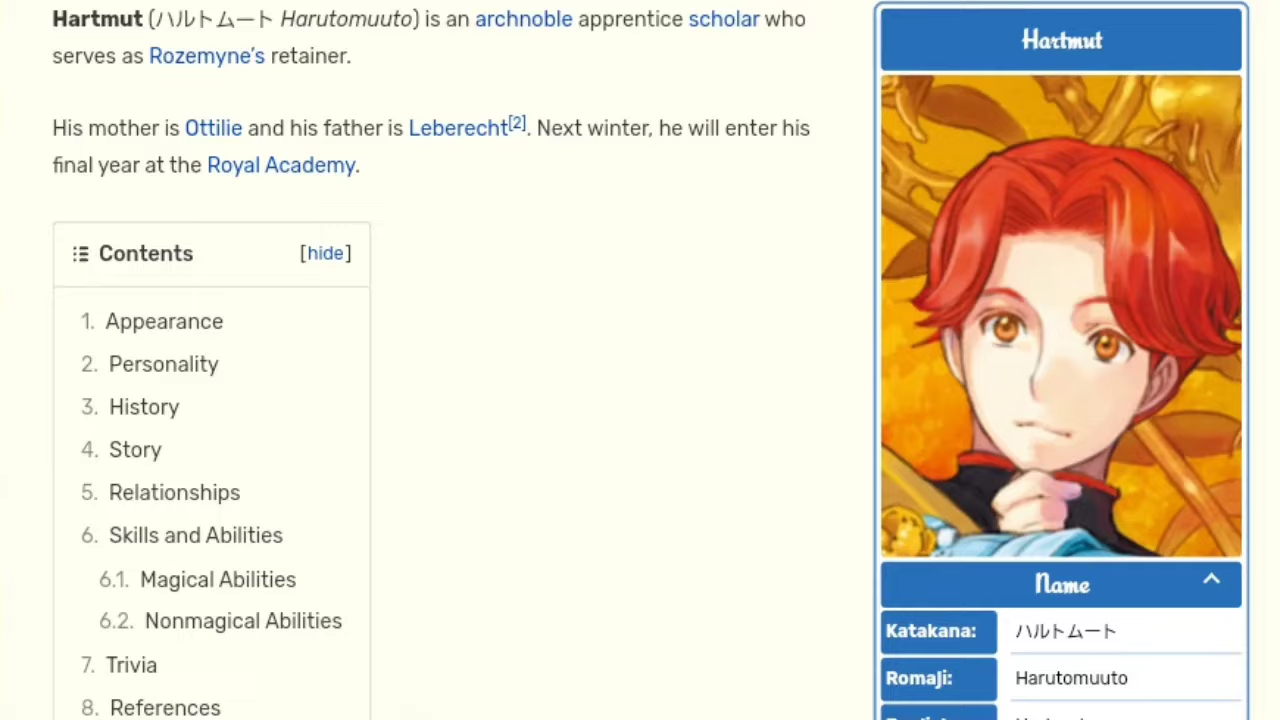 Hartmut (ハルトムート Harutomuuto) is an archnoble apprentice scholar who
serves as Rozemyne’s retainer.
His mother is Ottilie and his father is Leberecht[2]. Next winter, he will enter his
final year at the Royal Academy.
Contents [hide]
1. Appearance
2. Personality
3. History
4. Story
5. Relationships
6. Skills and Abilities
6.1. Magical Abilities
6.2. Nonmagical Abilities
7. Trivia
8. References
Hartmut
Name
Katakana: ハルトムート
Romaji: Harutomuuto